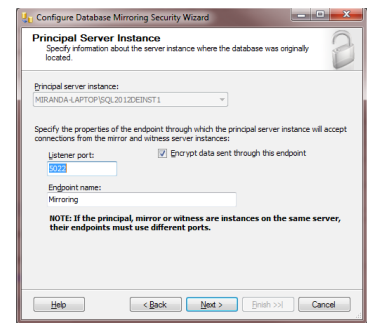 Configure Database Mirroring Security Wizard
Principal Server Instance
Specify information about the server instance where the database was originally
located.
Principal server instance:
MIRANDA-LAPTOP\SQL2012DEINST1
Specify the properties of the endpoint through which the principal server instance will accept
connections from the mirror and witness server instances:
Listener port:
Encrypt data sent through this endpoint
5022
Endpoint name:
Mirroring
NOTE: If the principal, mirror or witness are instances on the same server,
their endpoints must use different ports.
Help
< Back
Next >
Finish >>|
Cancel